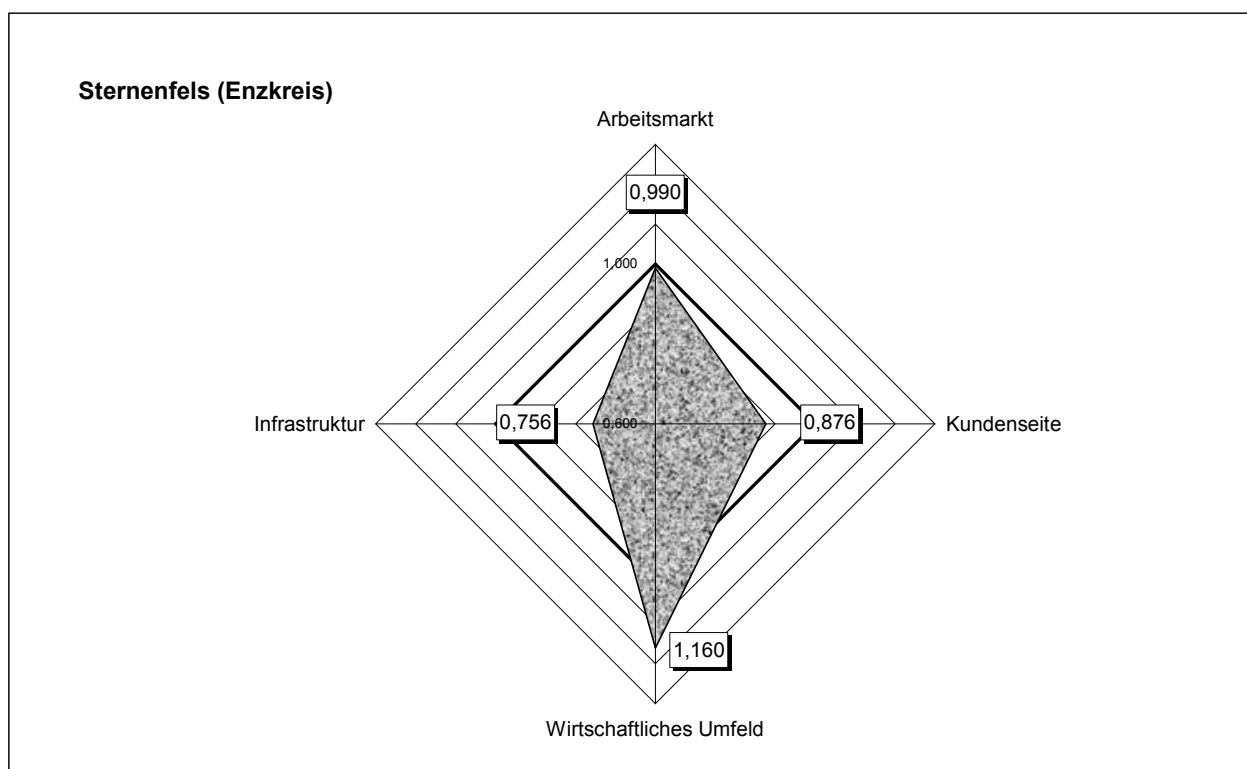 Sternenfels (Enzkreis)
Arbeitsmarkt
0,990
1,000
Infrastruktur
0,756
0.600
0,876
Kundenseite
1,160
Wirtschaftliches Umfeld